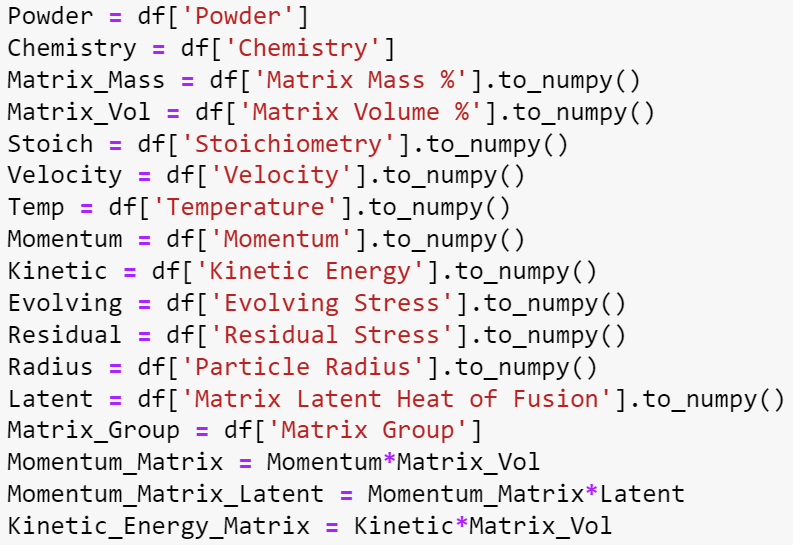 Powder = df['Powder']
Chemistry = df['Chemistry']
Matrix_Mass = df['Matrix Mass %'].to_numpy()
Matrix_Vol = df['Matrix Volume %'].to_numpy()
Stoich = df['Stoichiometry'].to_numpy()
Velocity = df['Velocity'].to_numpy()
Temp = df['Temperature'].to_numpy()
Momentum = df['Momentum'].to_numpy()
Kinetic = df['Kinetic Energy'].to_numpy()
Evolving = df['Evolving Stress'].to_numpy()
Residual = df['Residual Stress'].to_numpy()
Radius = df['Particle Radius'].to_numpy()
Latent = df['Matrix Latent Heat of Fusion'].to_numpy()
Matrix_Group = df['Matrix Group']
Momentum_Matrix = Momentum*Matrix_Vol
Momentum_Matrix_Latent = Momentum_Matrix*Latent
Kinetic_Energy_Matrix = Kinetic*Matrix_Vol